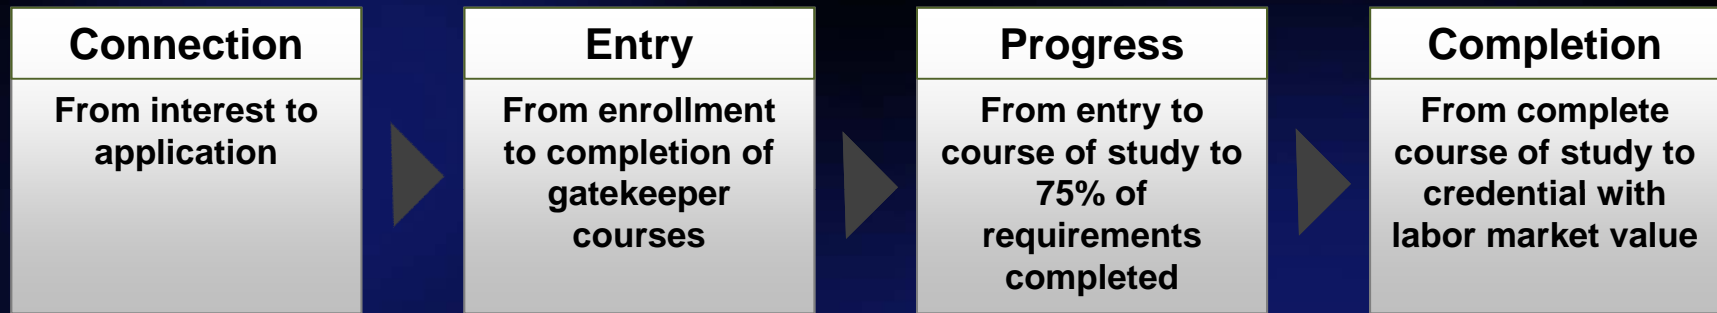 Connection
From interest to
application
Entry
From enrollment
to completion of
gatekeeper
courses
Progress
From entry to
course of study to
75% of
requirements
completed
Completion
From complete
course of study to
credential with
labor market value